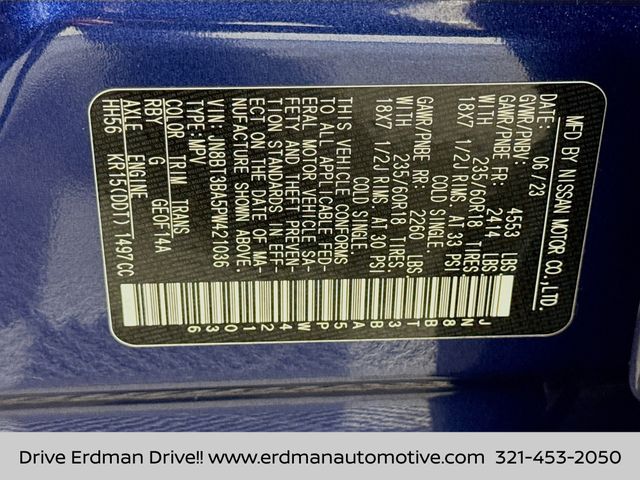 MFD BY NISSAN MOTOR CO.,LTD.
DATE: 06/23
GVWR/PNBV: 4553 LBS.
GAWR/PNBE FR: 2414 LBS.
WITH 235/60R18 TIRES.
18X7 1/2J RIMS AT 33 PSI
COLD SINGLE
GAWR/PNBE RR: 2260 LBS.
WITH 235/60R18 TIRES.
18X7 1/2J RIMS AT 30 PSI
COLD SINGLE.
THIS VEHICLE CONFORMS
TO ALL APPLICABLE FED-
ERAL MOTOR VEHICLE SA-
FETY AND THEFT PREVEN-
TION STANDARDS IN EFF-
ECT ON THE DATE OF MA-
NUFACTURE SHOWN ABOVE.
VIN:JN8BT3BA5PW421036
TYPE:MPV
COLOR TRIM TRANS
RBY G GE0F14A
AXLE ENGINE
HH56 KR15(DDT) 1497CC
JN8BT3BA5PW421036
Drive Erdman Drive!! www.erdmanautomotive.com 321-453-2050